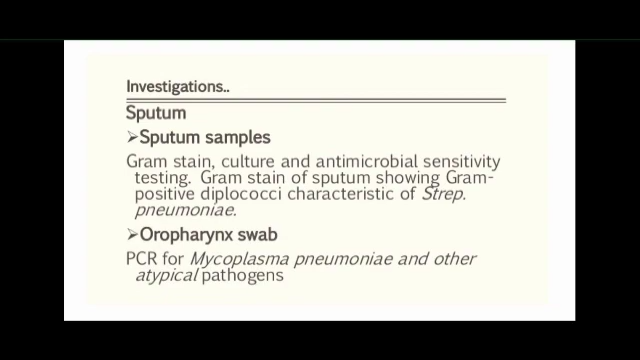 Investigations..
Sputum
➢Sputum samples
Gram stain, culture and antimicrobial sensitivity
testing. Gram stain of sputum showing Gram-
positive diplococci characteristic of Strep.
pneumoniae.
➢Oropharynx swab
PCR for Mycoplasma pneumoniae and other
atypical pathogens